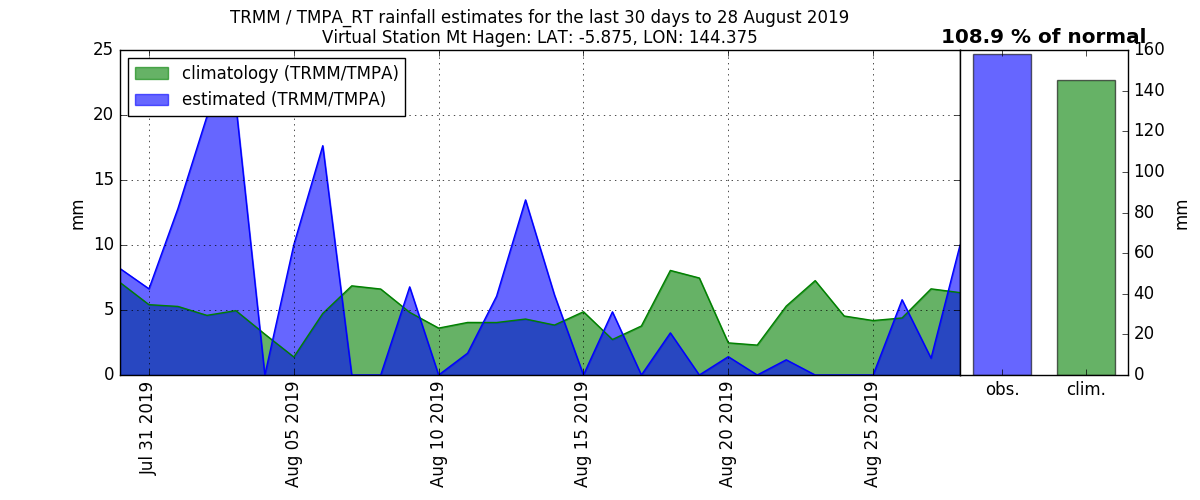 TRMM / TMPA_RT rainfall estimates for the last 30 days to 28 August 2019
Virtual Station Mt Hagen: LAT: -5.875, LON: 144.375
108.9 % of normal
climatology (TRMM/TMPA)
estimated (TRMM/TMPA)
25
20
15
10
5
0
mm
Jul 31 2019
Aug 05 2019
Aug 10 2019
Aug 15 2019
Aug 20 2019
Aug 25 2019
160
140
120
100
80
60
40
20
0
mm
obs.
clim.